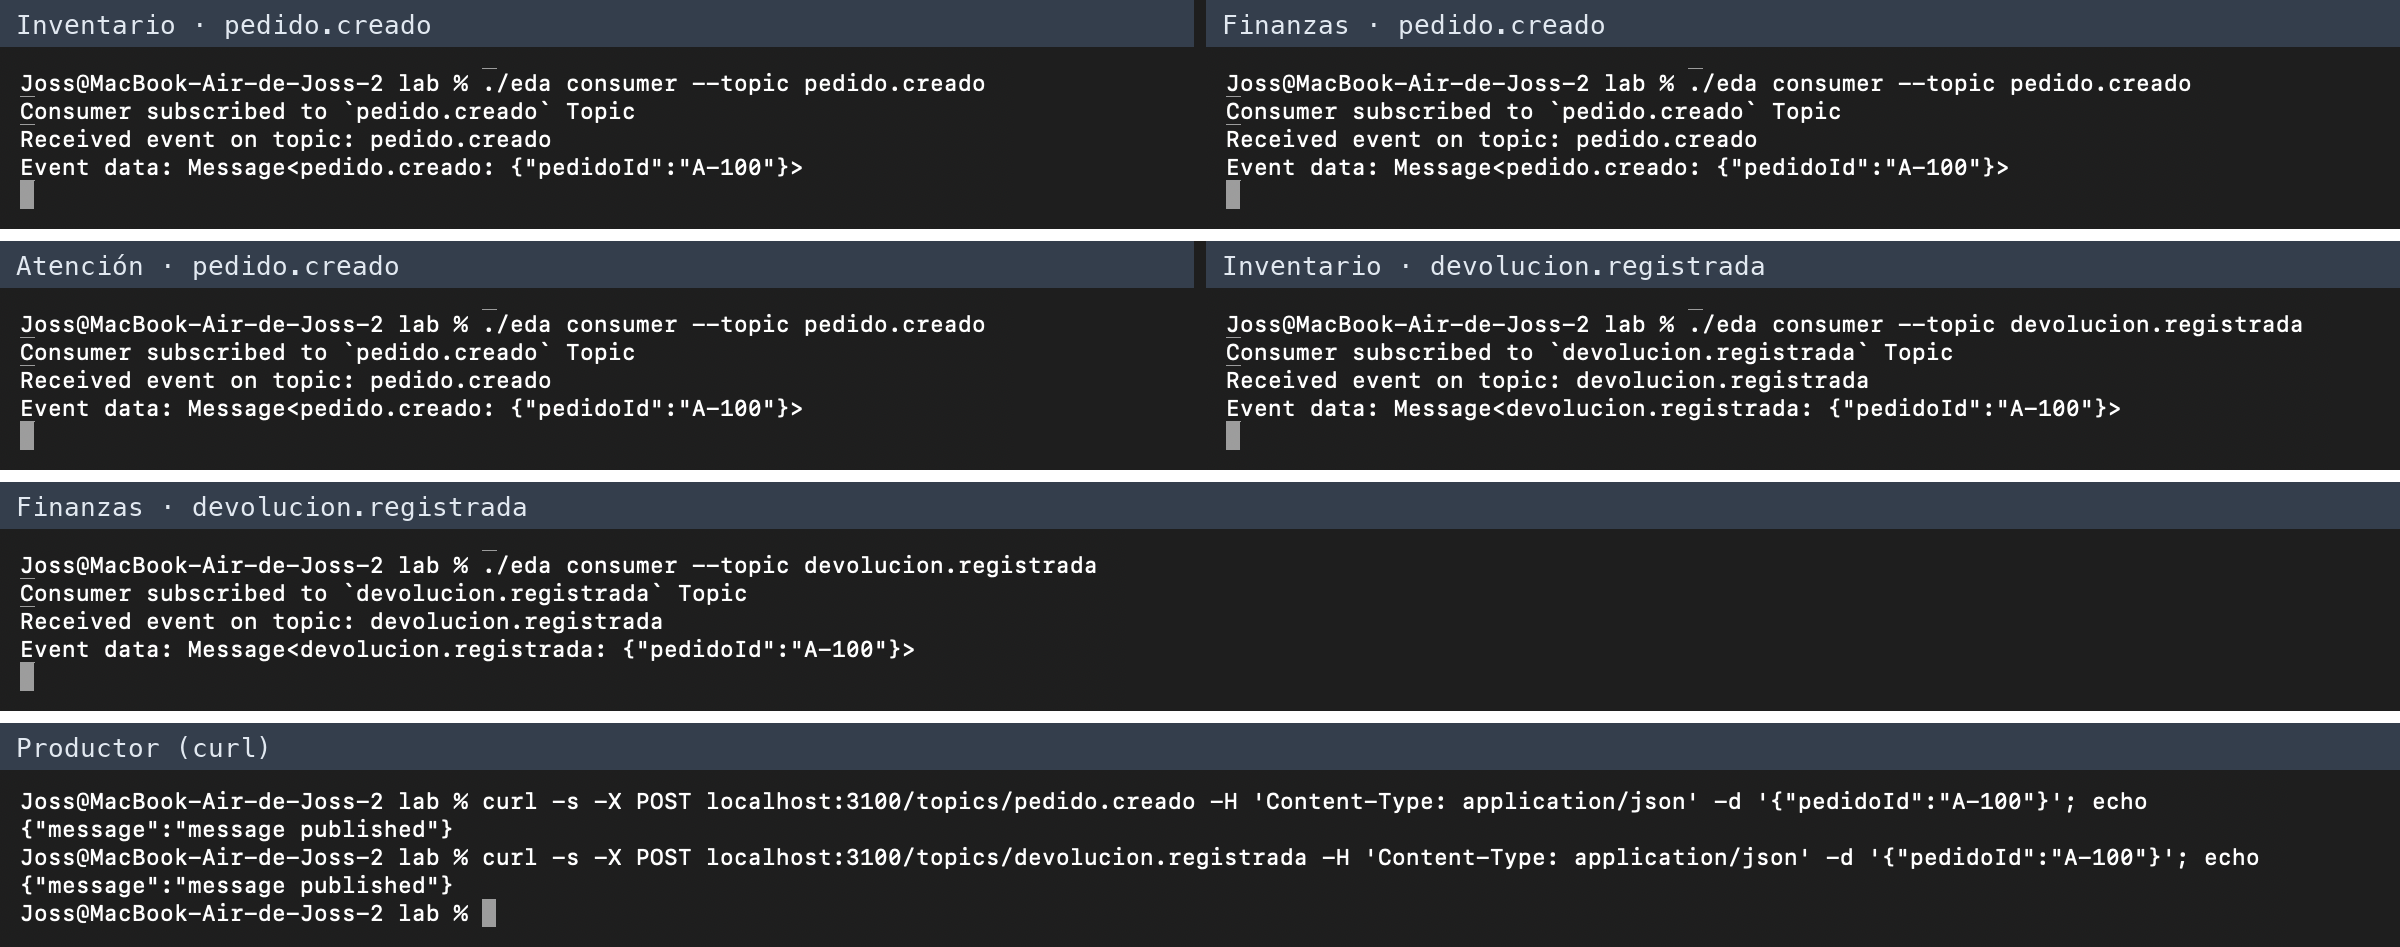 Inventario · pedido.creado
Joss@MacBook-Air-de-Joss-2 lab % ./eda consumer --topic pedido.creado
Consumer subscribed to `pedido.creado` Topic
Received event on topic: pedido.creado
Event data: Message<pedido.creado: {"pedidoId":"A-100"}>
Finanzas · pedido.creado
Joss@MacBook-Air-de-Joss-2 lab % ./eda consumer --topic pedido.creado
Consumer subscribed to `pedido.creado` Topic
Received event on topic: pedido.creado
Event data: Message<pedido.creado: {"pedidoId":"A-100"}>
Atención · pedido.creado
Joss@MacBook-Air-de-Joss-2 lab % ./eda consumer --topic pedido.creado
Consumer subscribed to `pedido.creado` Topic
Received event on topic: pedido.creado
Event data: Message<pedido.creado: {"pedidoId":"A-100"}>
Inventario · devolucion.registrada
Joss@MacBook-Air-de-Joss-2 lab % ./eda consumer --topic devolucion.registrada
Consumer subscribed to `devolucion.registrada` Topic
Received event on topic: devolucion.registrada
Event data: Message<devolucion.registrada: {"pedidoId":"A-100"}>
Finanzas · devolucion.registrada
Joss@MacBook-Air-de-Joss-2 lab % ./eda consumer --topic devolucion.registrada
Consumer subscribed to `devolucion.registrada` Topic
Received event on topic: devolucion.registrada
Event data: Message<devolucion.registrada: {"pedidoId":"A-100"}>
Productor (curl)
Joss@MacBook-Air-de-Joss-2 lab % curl -s -X POST localhost:3100/topics/pedido.creado -H 'Content-Type: application/json' -d '{"pedidoId":"A-100"}'; echo
{"message":"message published"}
Joss@MacBook-Air-de-Joss-2 lab % curl -s -X POST localhost:3100/topics/devolucion.registrada -H 'Content-Type: application/json' -d '{"pedidoId":"A-100"}'; echo
{"message":"message published"}
Joss@MacBook-Air-de-Joss-2 lab %